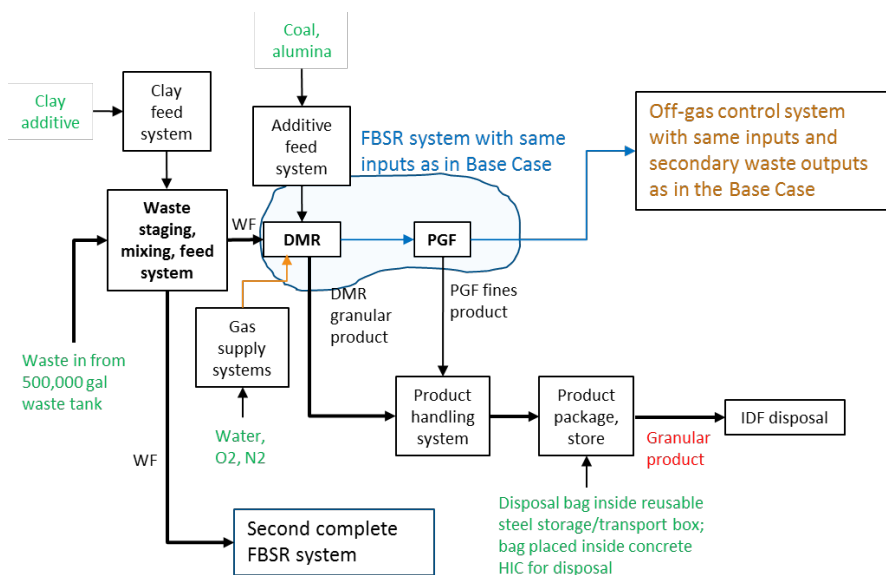 Coal,
alumina
Clay
additive
Clay
feed
system
Additive
feed
system
FBSR system with same
inputs as in Base Case
Off-gas control system
with same inputs and
secondary waste outputs
as in the Base Case
Waste
staging,
mixing, feed
system
WF
DMR
PGF
DMR
granular
product
PGF fines
product
Gas
supply
systems
Waste in from
500,000 gal
waste tank
Water,
O2, N2
Product
handling
system
Product
package,
store
IDF disposal
Granular
product
WF
Second complete
FBSR system
Disposal bag inside reusable
steel storage/transport box;
bag placed inside concrete
HIC for disposal